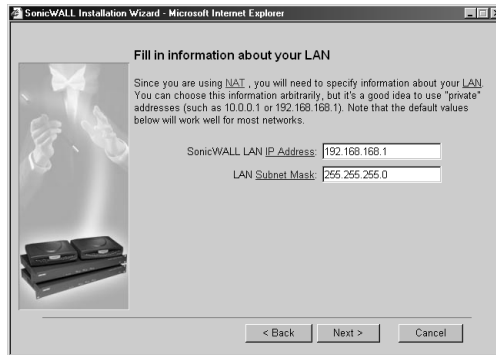 SonicWALL Installation Wizard - Microsoft Internet Explorer
Fill in information about your LAN
Since you are using NAT , you will need to specify information about your LAN.
You can choose this information arbitrarily, but it's a good idea to use "private"
addresses (such as 10.0.0.1 or 192.168.168.1). Note that the default values
below will work well for most networks.
SonicWALL LAN IP Address: 192.168.168.1
LAN Subnet Mask: 255.255.255.0
< Back Next > Cancel